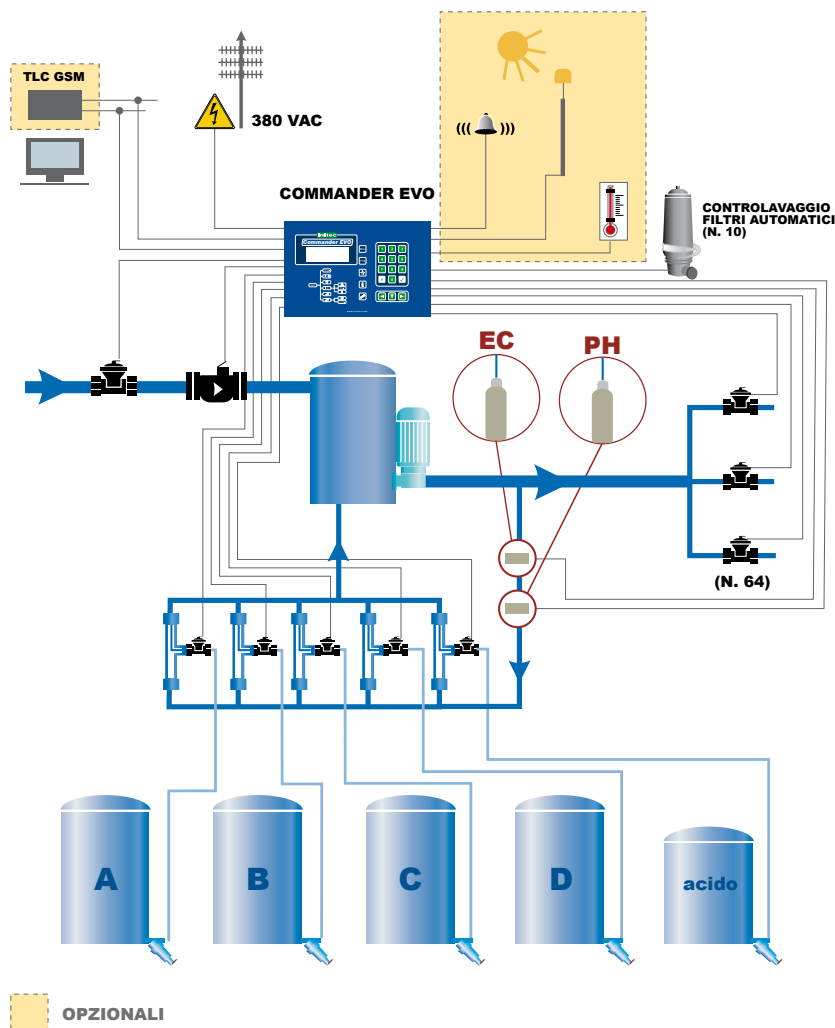 TLC GSM
380 VAC
COMMANDER EVO
CONTROLAVAGGIO
FILTRI AUTOMATICI
(N. 10)
Commander EVO
EC
PH
(N. 64)
A
B
C
D
acido
OPZIONALI